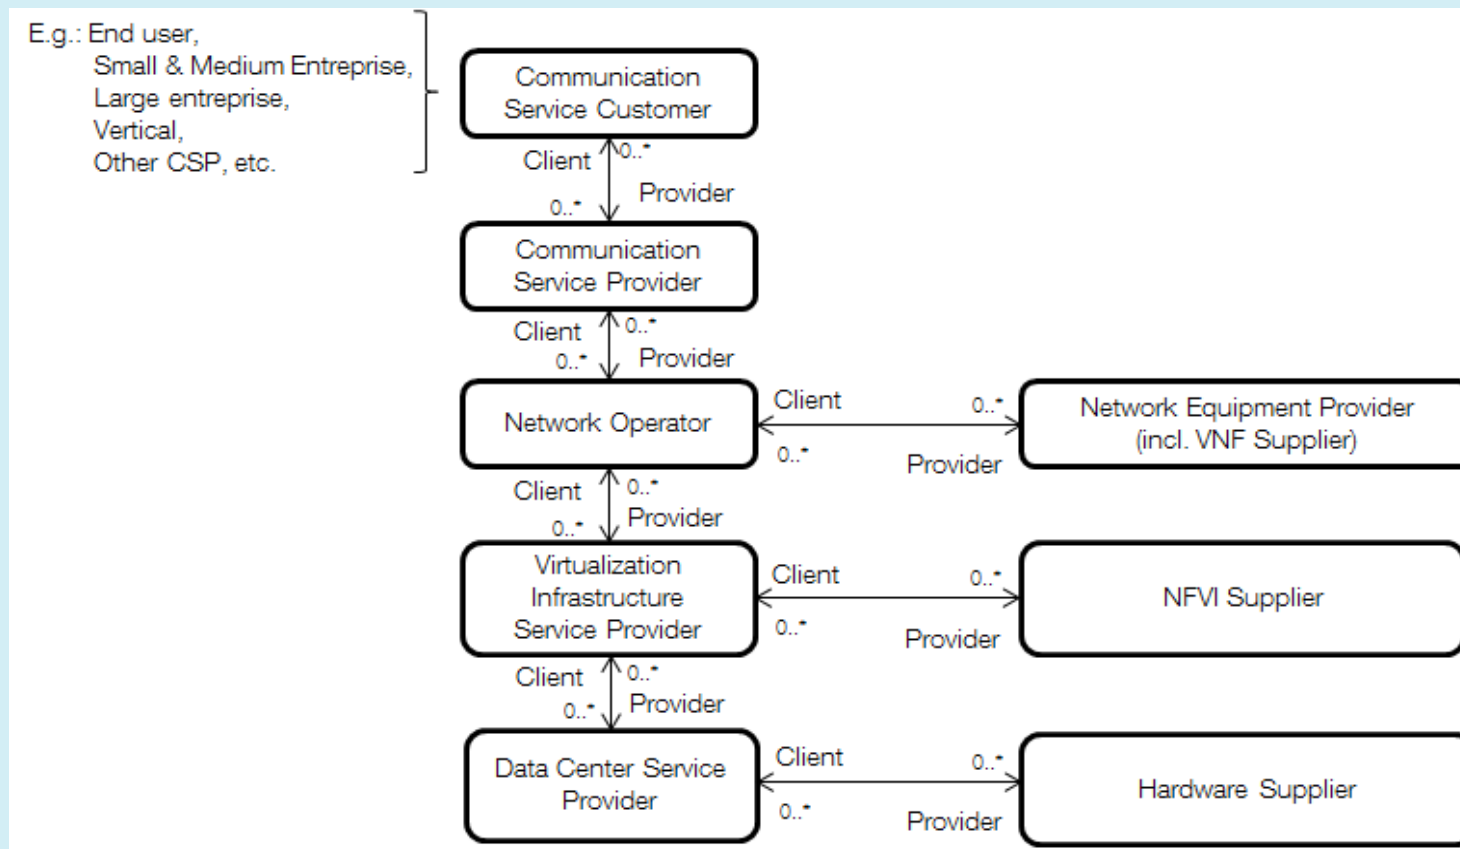 E.g.: End user,
Small & Medium Entreprise,
Large entreprise,
Vertical,
Other CSP, etc.
Communication
Service Customer
Client
0..*
Provider
0..*
Communication
Service Provider
Client
0..*
0..*
Provider
Network Operator
Client
0..*
0..*
Provider
Network Equipment Provider
(incl. VNF Supplier)
Client
0..*
Provider
0..*
Virtualization
Infrastructure
Service Provider
Client
0..*
0..*
Provider
NFVI Supplier
Client
0..*
Provider
0..*
Data Center Service
Provider
Client
0..*
0..*
Provider
Hardware Supplier